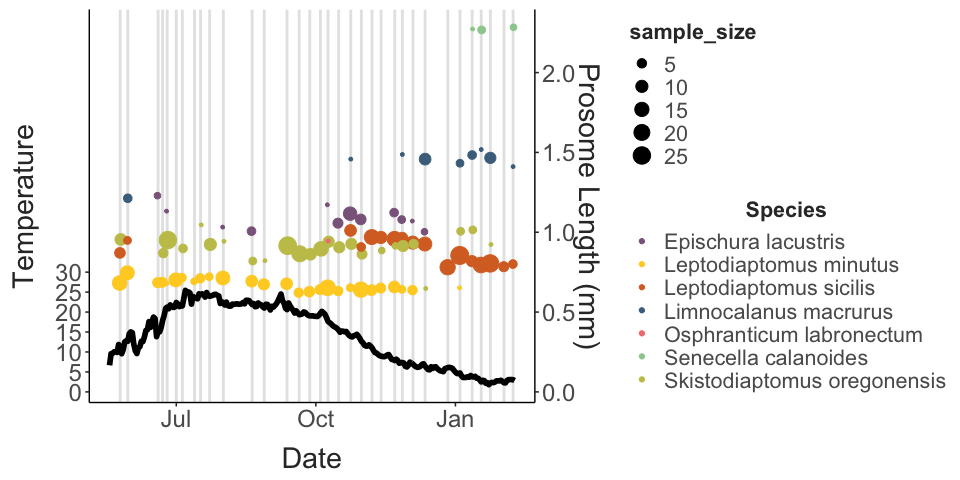 sample_size
5
10
15
20
25
Species
Epischura lacustris
Leptodiaptomus minutus
Leptodiaptomus sicilis
Limnocalanus macrurus
Osphranticum labronectum
Senecella calanoides
Skistodiaptomus oregonensis
Temperature
30
25
20
15
10
5
0
Prosome Length (mm)
2.0
1.5
1.0
0.5
0.0
Jul
Oct
Jan
Date